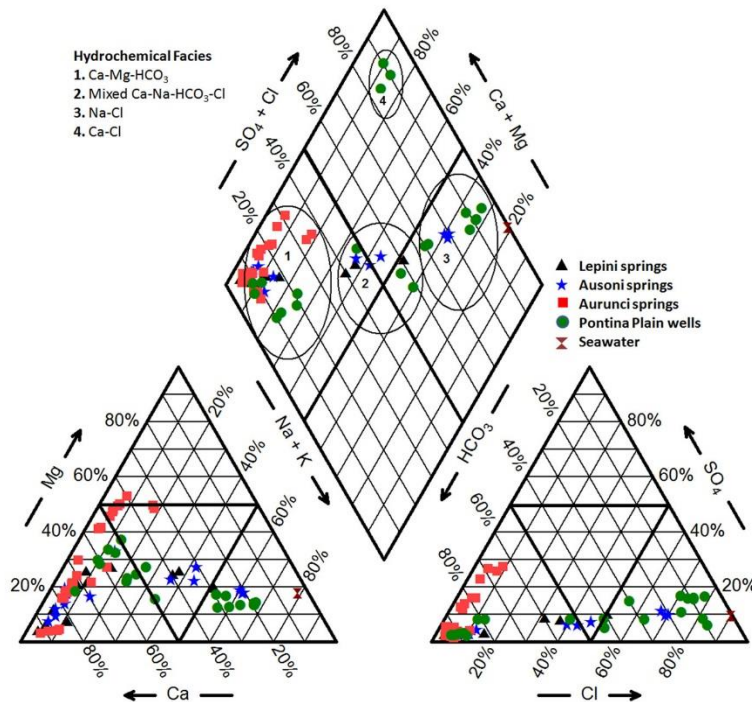 Hydrochemical Facies
1. Ca-Mg-HCO₃
2. Mixed Ca-Na-HCO₃-Cl
3. Na-Cl
4. Ca-Cl
80%
80%
60%
60%
40%
40%
20%
20%
SO₄ + Cl
Ca + Mg
4
1
2
3
Lepini springs
Ausoni springs
Aurunci springs
Pontina Plain wells
Seawater
Na + K
HCO₃
Mg
80%
60%
40%
20%
20%
40%
60%
80%
80%
60%
40%
20%
Ca
SO₄
20%
40%
60%
80%
80%
60%
40%
20%
20%
40%
60%
80%
Cl